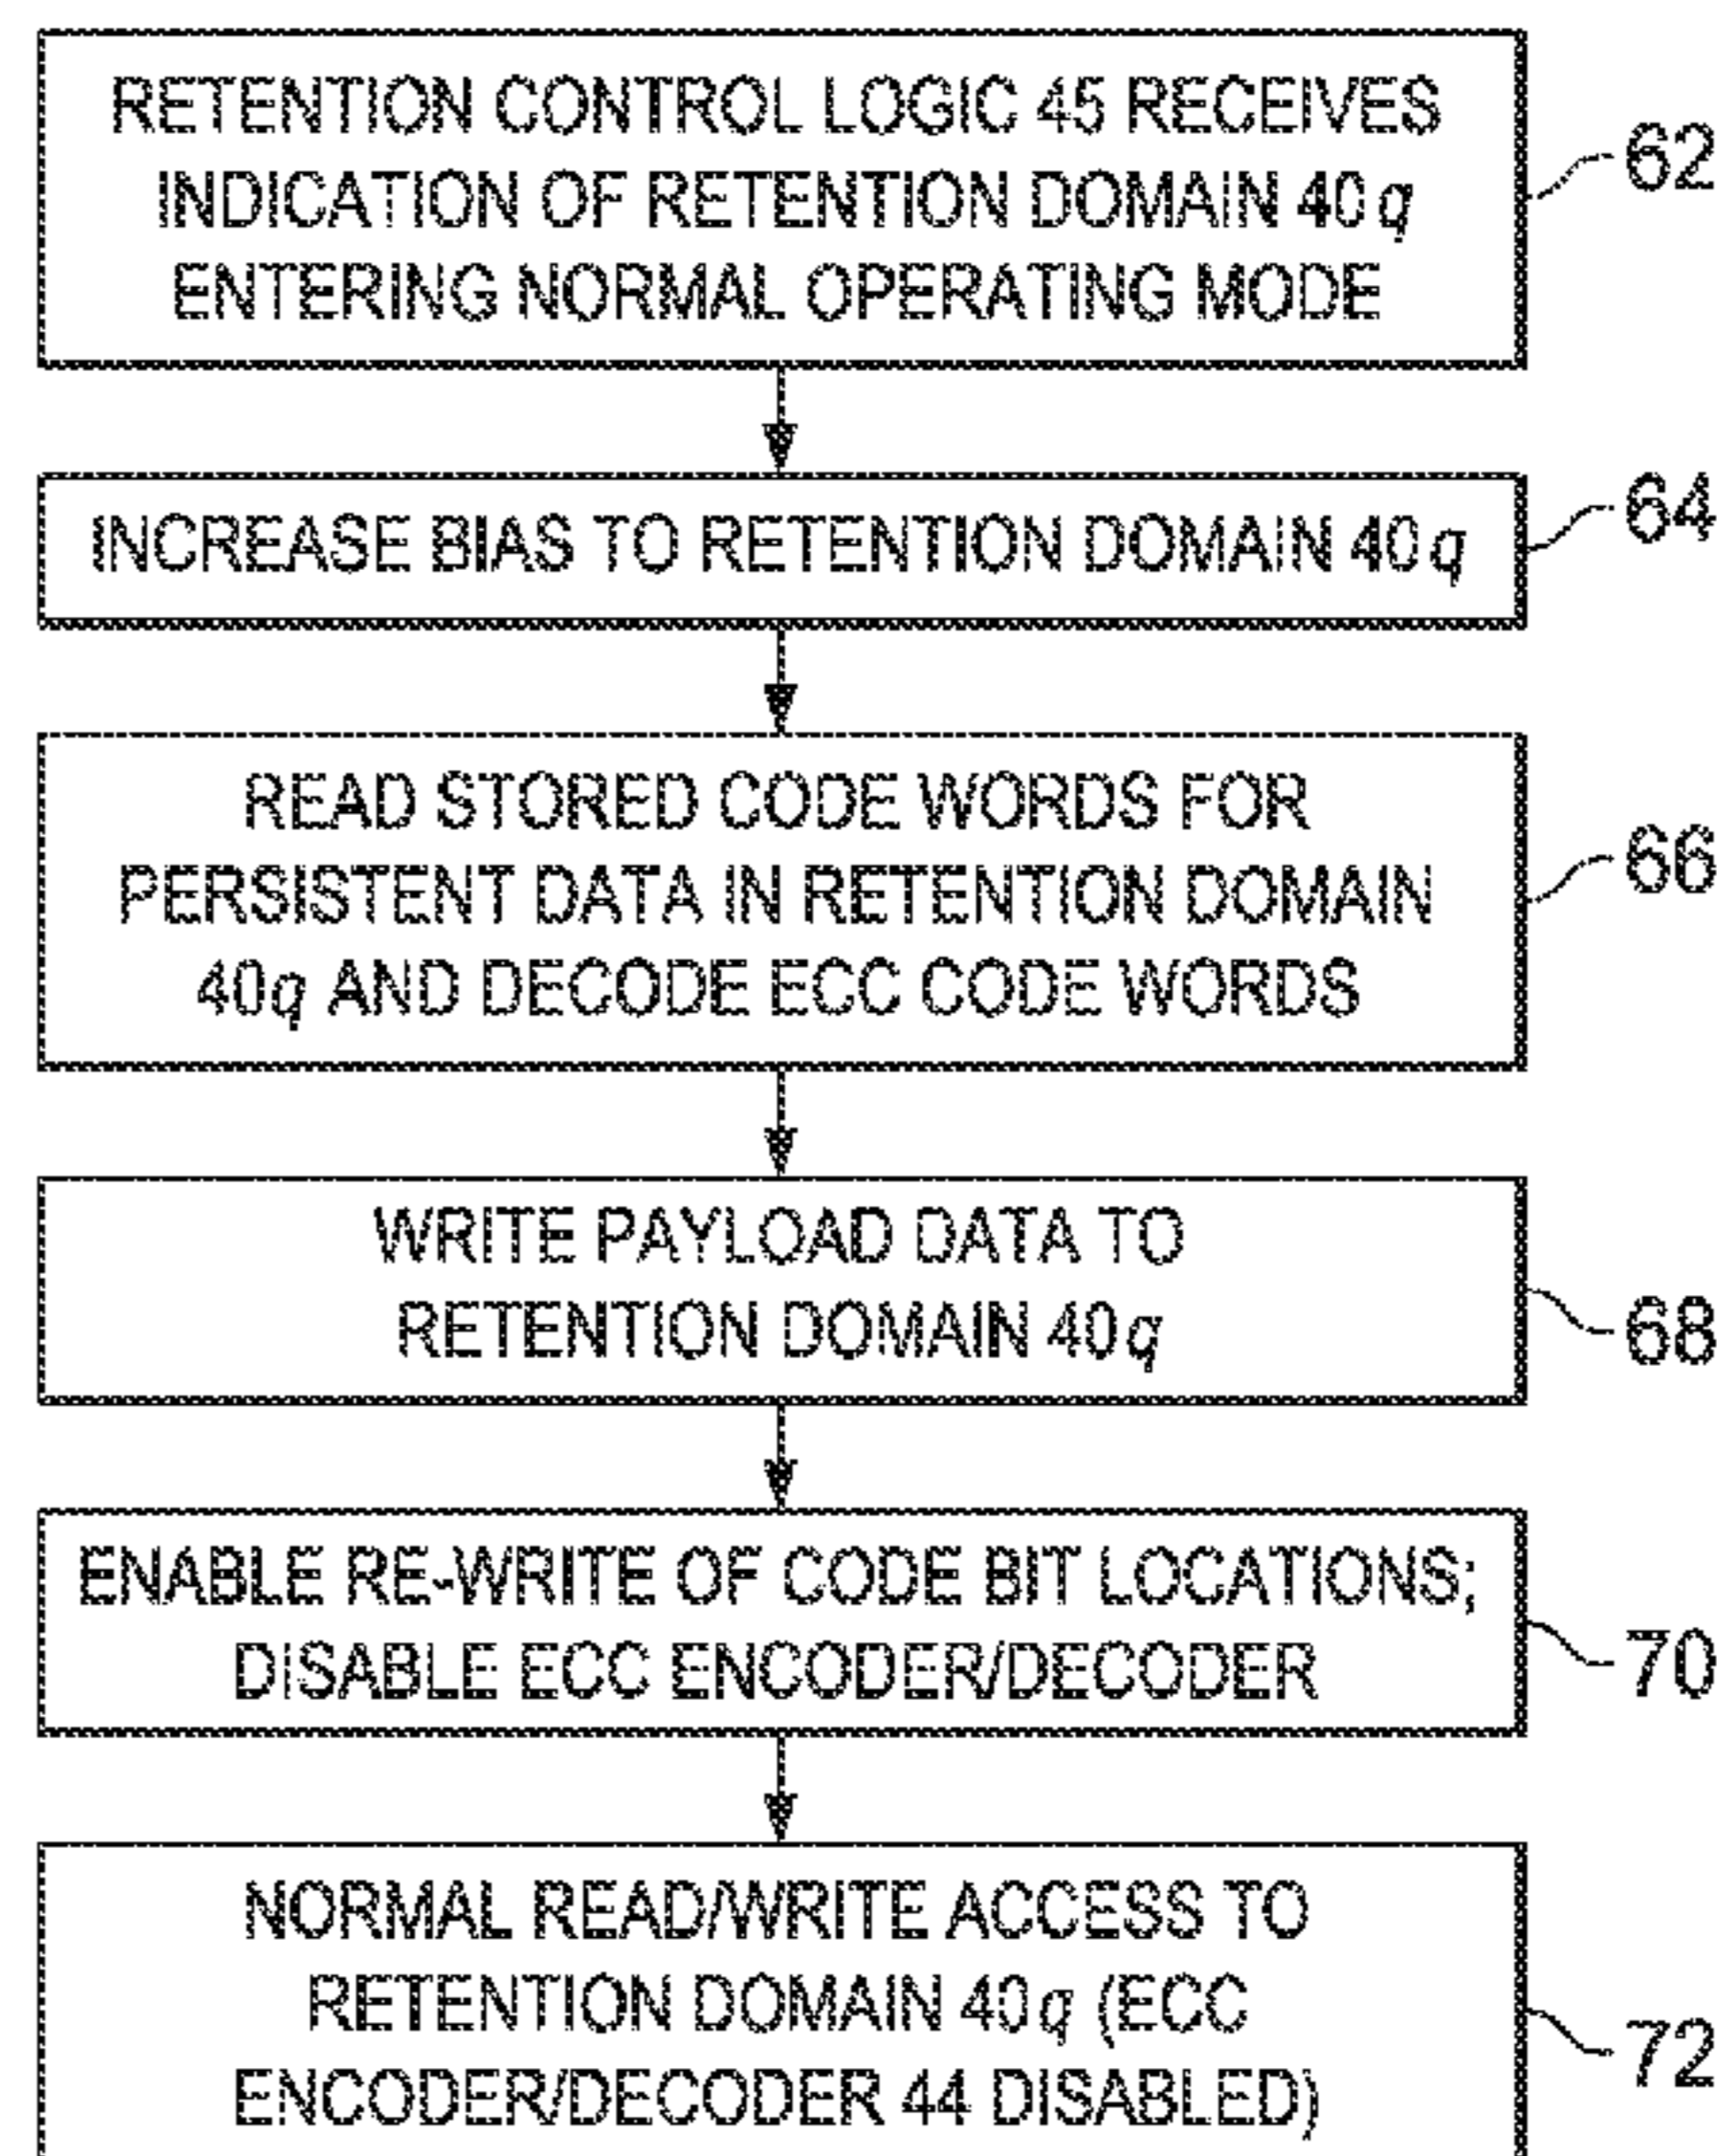 RETENTION CONTROL LOGIC 45 RECEIVES
INDICATION OF RETENTION DOMAIN 40q
ENTERING NORMAL OPERATING MODE
62
INCREASE BIAS TO RETENTION DOMAIN 40q
64
READ STORED CODE WORDS FOR
PERSISTENT DATA IN RETENTION DOMAIN
40q AND DECODE ECC CODE WORDS
66
WRITE PAYLOAD DATA TO
RETENTION DOMAIN 40q
68
ENABLE RE-WRITE OF CODE BIT LOCATIONS;
DISABLE ECC ENCODER/DECODER
70
NORMAL READ/WRITE ACCESS TO
RETENTION DOMAIN 40q (ECC
ENCODER/DECODER 44 DISABLED)
72